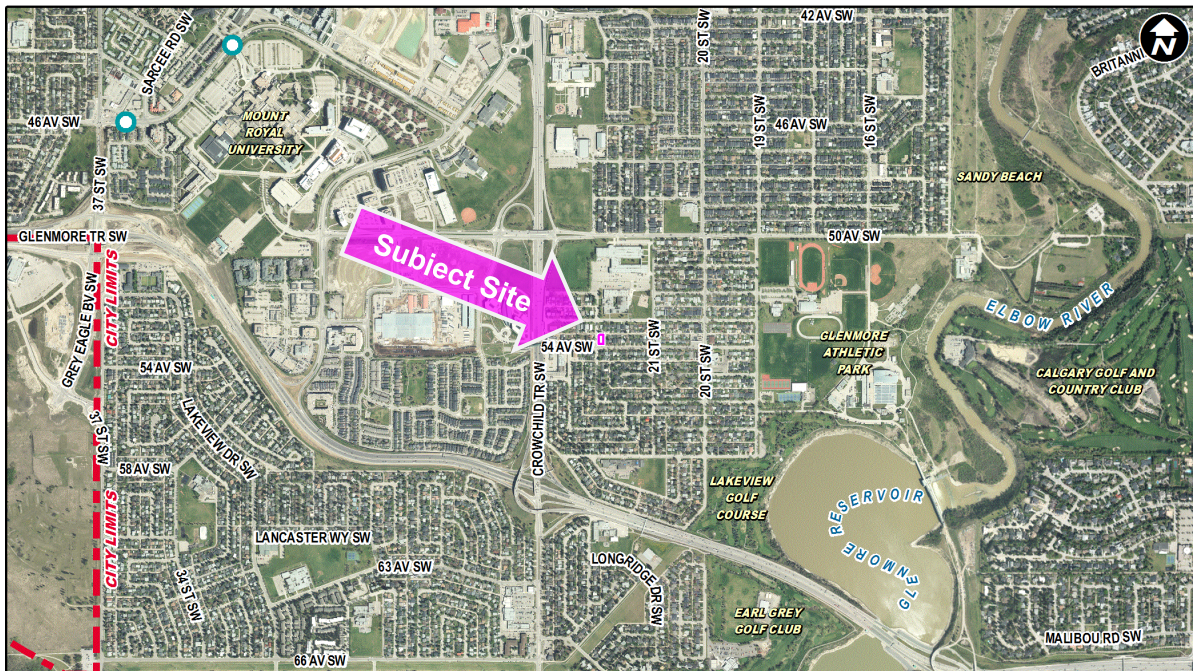 42 AV SW
20 ST SW
SARCEE RD SW
N
BRITANNI
46 AV SW
MOUNT
ROYAL
UNIVERSITY
19 ST SW
46 AV SW
16 ST SW
37 ST SW
SANDY BEACH
GLENMORE TR SW
50 AV SW
Subject Site
CITY LIMITS
GREY EAGLE BV SW
ELBOW RIVER
54 AV SW
21 ST SW
20 ST SW
GLENMORE
ATHLETIC
PARK
54 AV SW
CALGARY GOLF AND
COUNTRY CLUB
CROWCHILD TR SW
LAKEVIEW DR SW
37 ST SW
58 AV SW
LAKEVIEW
GOLF
COURSE
GLENMORE RESERVOIR
CITY LIMITS
LANCASTER WY SW
63 AV SW
LONGRIDGE DR SW
34 ST SW
EARL GREY
GOLF CLUB
MALIBOU RD SW
66 AV SW